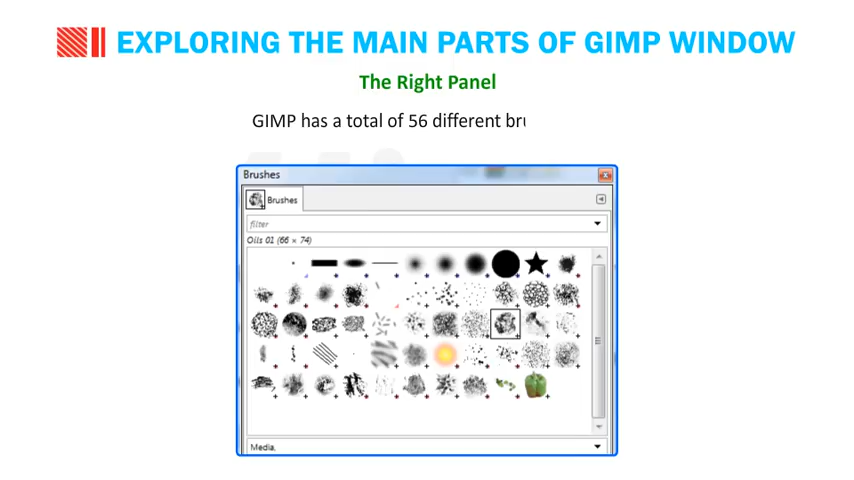 EXPLORING THE MAIN PARTS OF GIMP WINDOW
The Right Panel
GIMP has a total of 56 different
Brushes
Brushes
filter
Oils 01 (66 × 74)
Media,